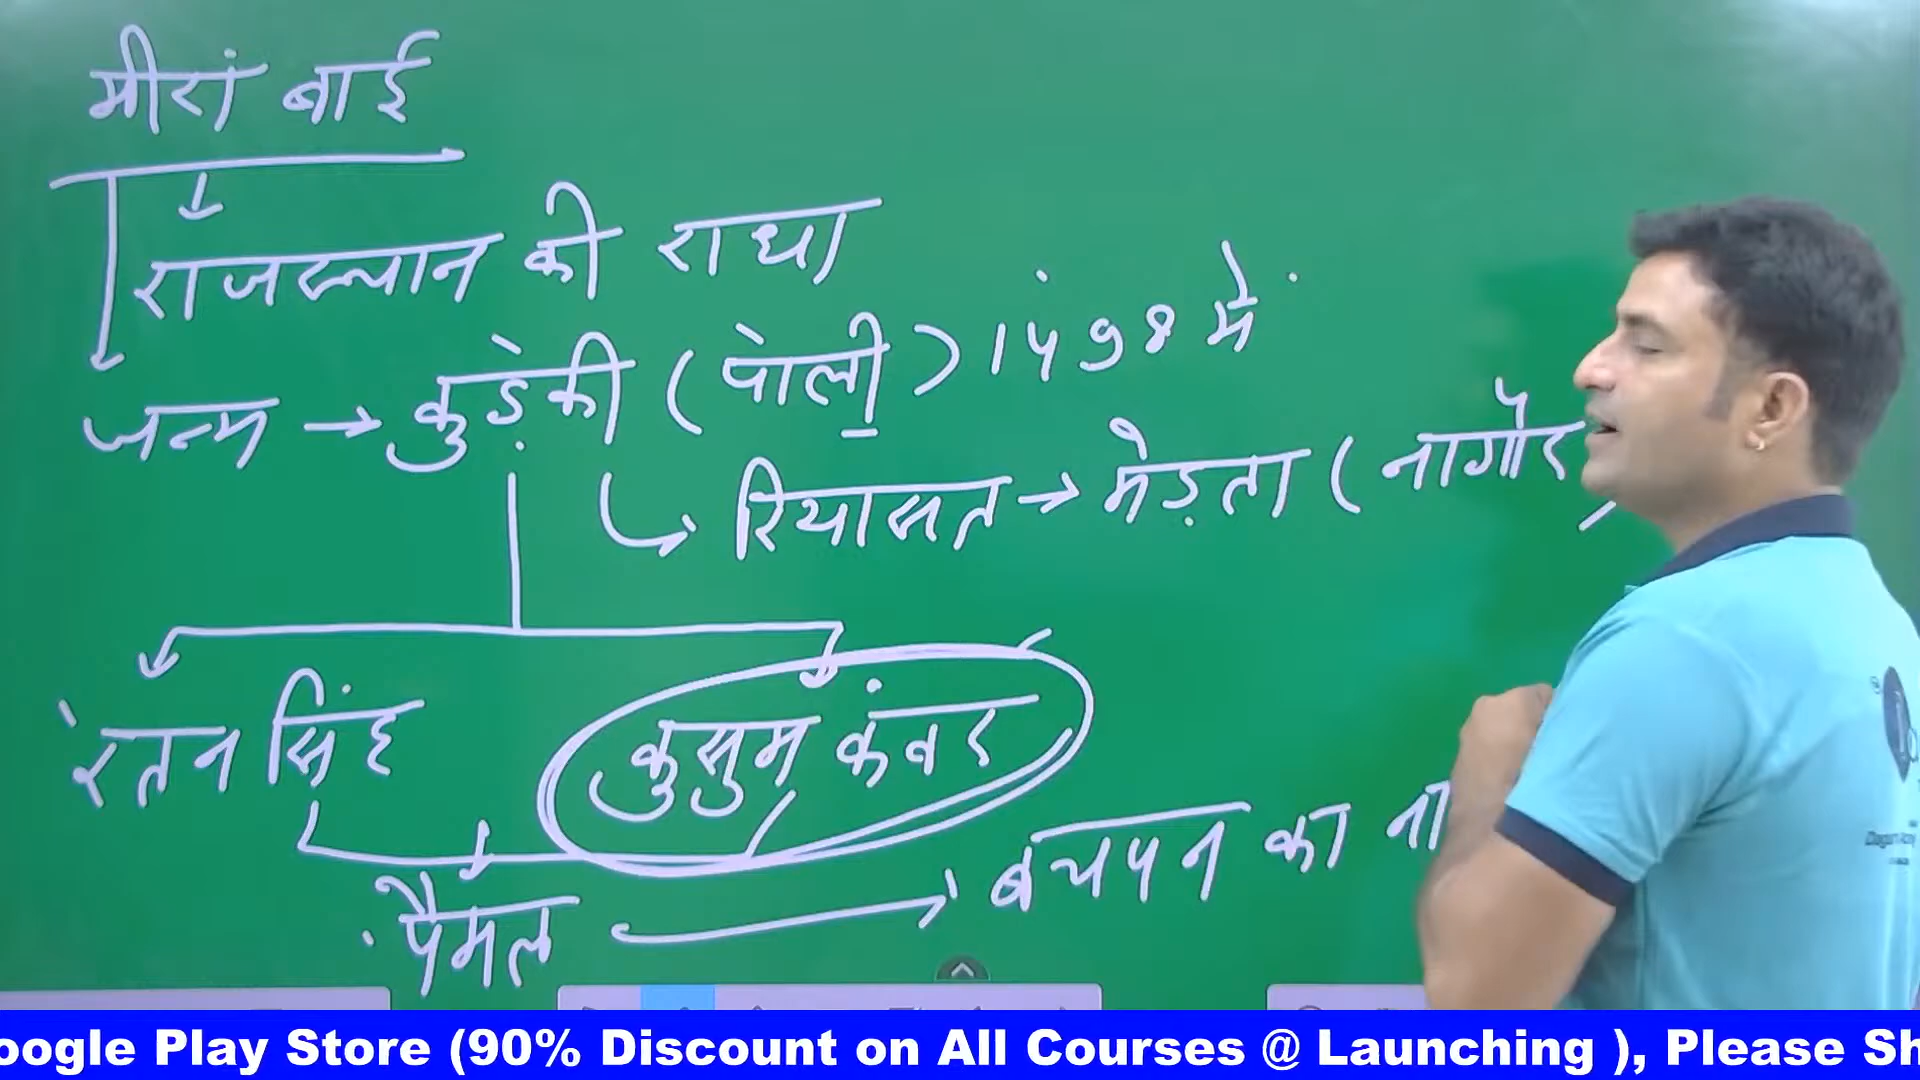 मीरां बाई
राजस्थान की राधा
जन्म → कुड़की (पाली) 1498 में
रियासत → मेड़ता (नागौर)
रतन सिंह
कुसुम कंवर
पैमल → बचपन का ना
oogle Play Store (90% Discount on All Courses @ Launching ), Please Sh